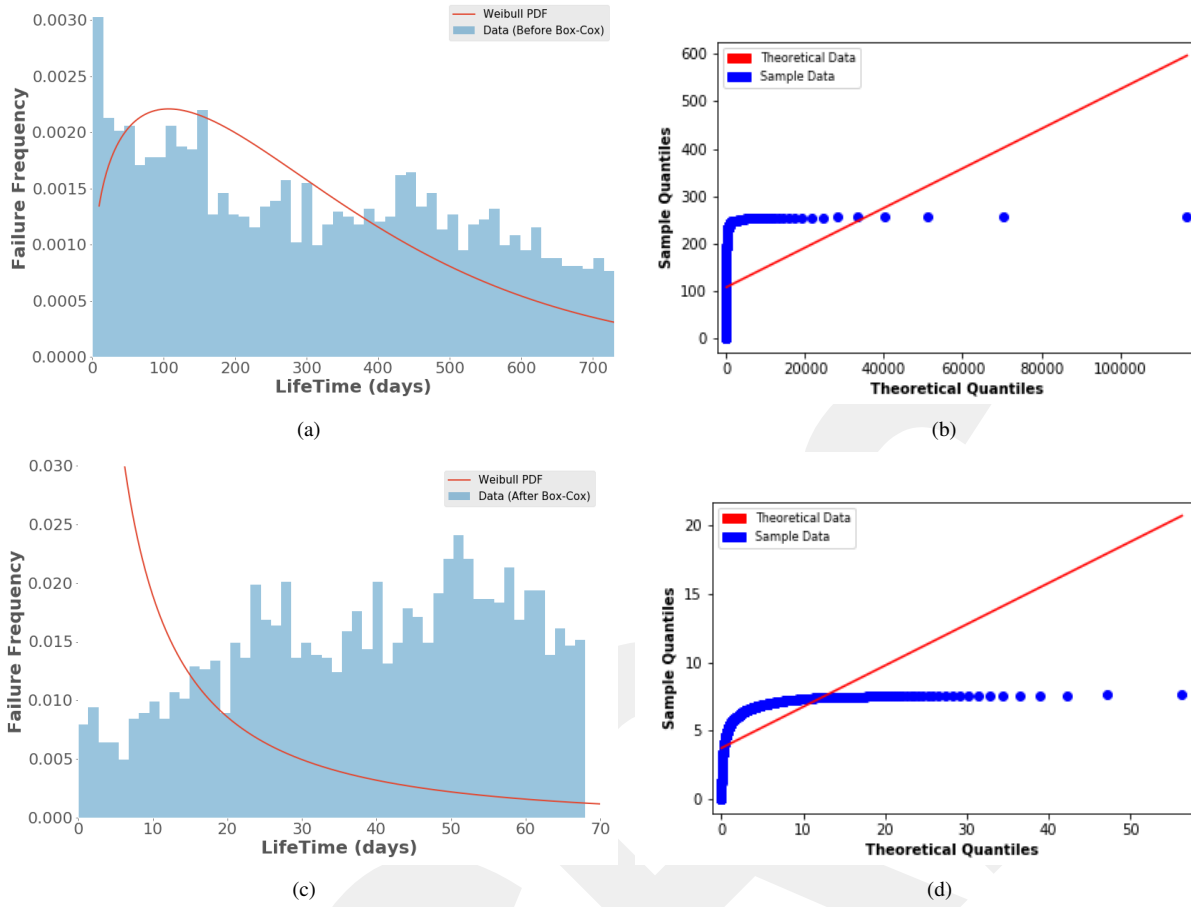 Weibull PDF
Data (Before Box-Cox)
0.0030
0.0025
0.0020
0.0015
0.0010
0.0005
0.0000
Failure Frequency
0 100 200 300 400 500 600 700
LifeTime (days)
(a)
Theoretical Data
Sample Data
600
500
400
300
200
100
0
Sample Quantiles
0 20000 40000 60000 80000 100000
Theoretical Quantiles
(b)
Weibull PDF
Data (After Box-Cox)
0.030
0.025
0.020
0.015
0.010
0.005
0.000
Failure Frequency
0 10 20 30 40 50 60 70
LifeTime (days)
(c)
Theoretical Data
Sample Data
20
15
10
5
0
Sample Quantiles
0 10 20 30 40 50
Theoretical Quantiles
(d)